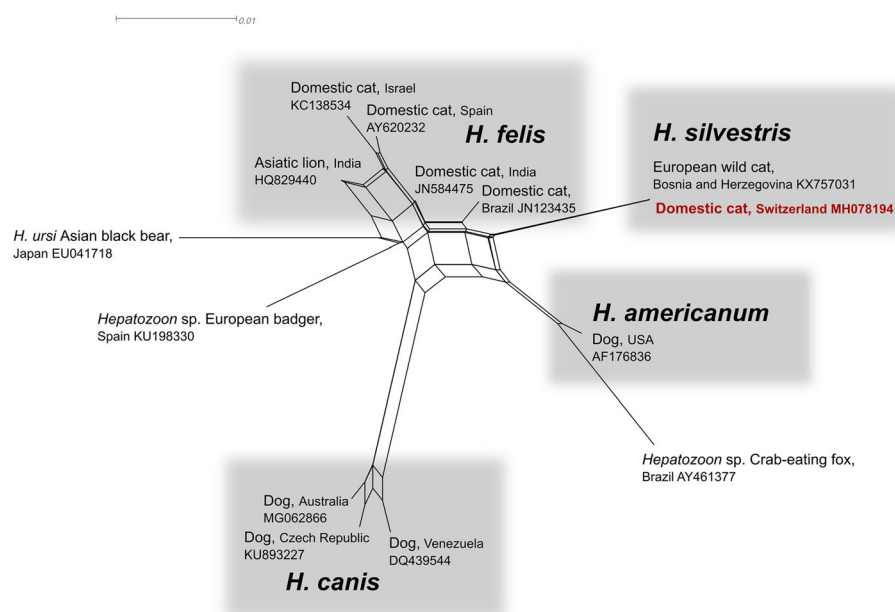 0.01
Domestic cat, Israel
KC138534
Domestic cat, Spain
AY620232
H. felis
Asiatic lion, India
HQ829440
Domestic cat, India
JN584475
Domestic cat,
Brazil JN123435
H. silvestris
European wild cat,
Bosnia and Herzegovina KX757031
Domestic cat, Switzerland MH078194
H. ursi Asian black bear,
Japan EU041718
Hepatozoon sp. European badger,
Spain KU198330
H. americanum
Dog, USA
AF176836
Hepatozoon sp. Crab-eating fox,
Brazil AY461377
Dog, Australia
MG062866
Dog, Czech Republic
KU893227
Dog, Venezuela
DQ439544
H. canis